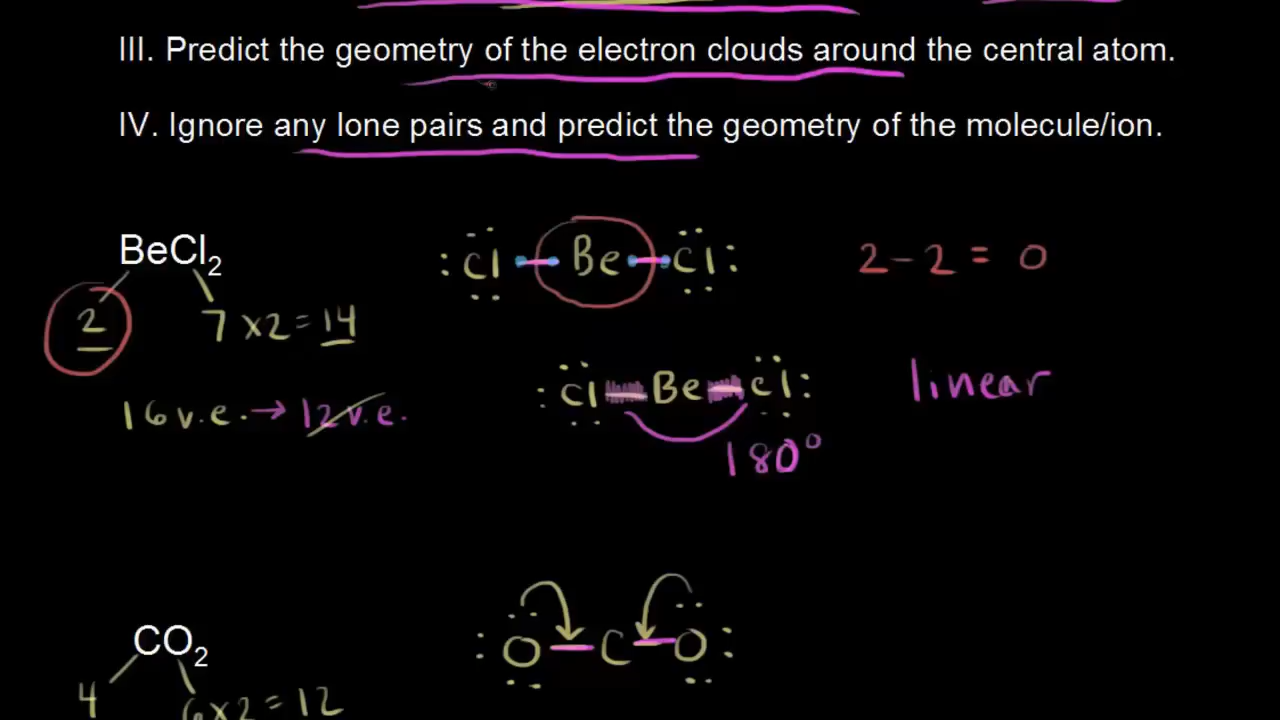 III. Predict the geometry of the electron clouds around the central atom.
IV. Ignore any lone pairs and predict the geometry of the molecule/ion.
BeCl₂
:Cl — Be — Cl:
2 - 2 = 0
2
7 x2 = 14
:Cl — Be — Cl:
linear
16 v.e. → 12 v.e.
180°
CO₂
:O — C — O:
4
6 x 2 = 12